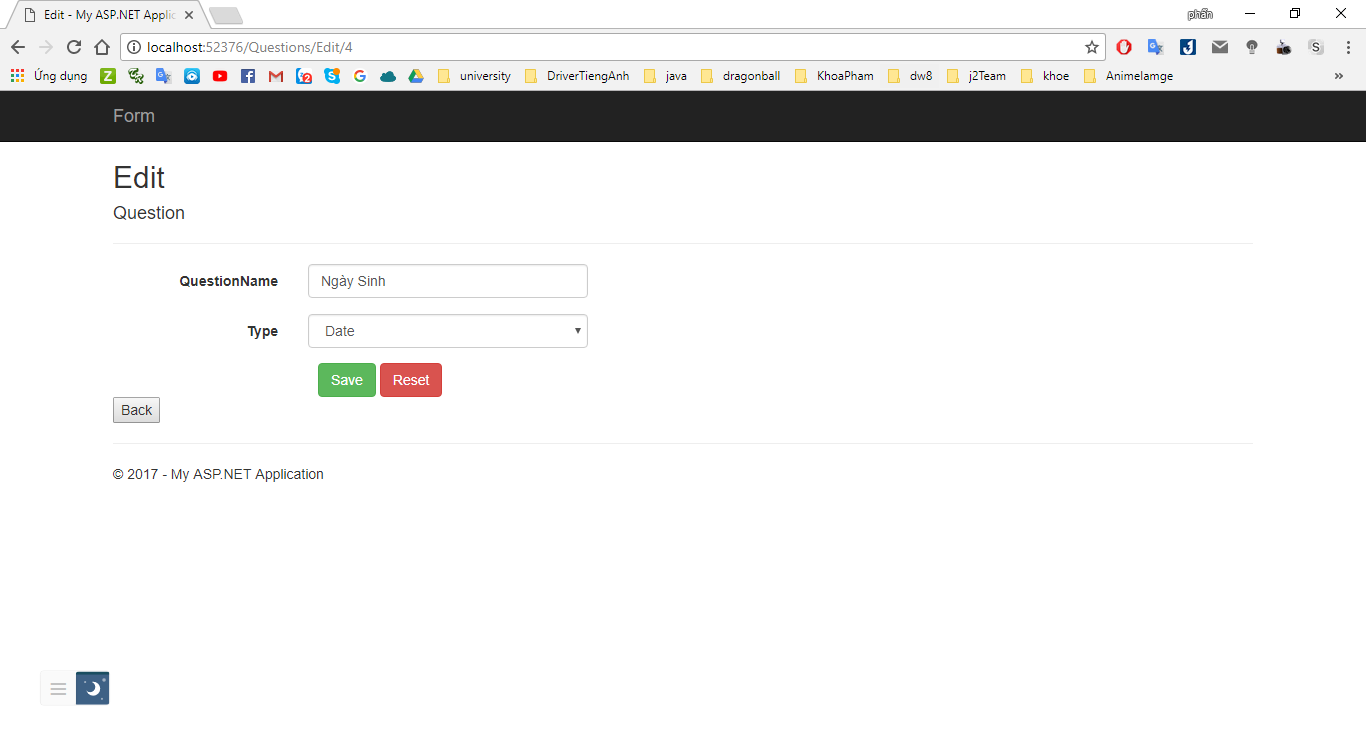 Edit - My ASP.NET Applic
phấn
localhost:52376/Questions/Edit/4
Ứng dụng university DriverTiengAnh java dragonball KhoaPham dw8 j2Team khoe Animelamge »
Form
Edit
Question
QuestionName Ngày Sinh
Type Date
Save Reset
Back
© 2017 - My ASP.NET Application